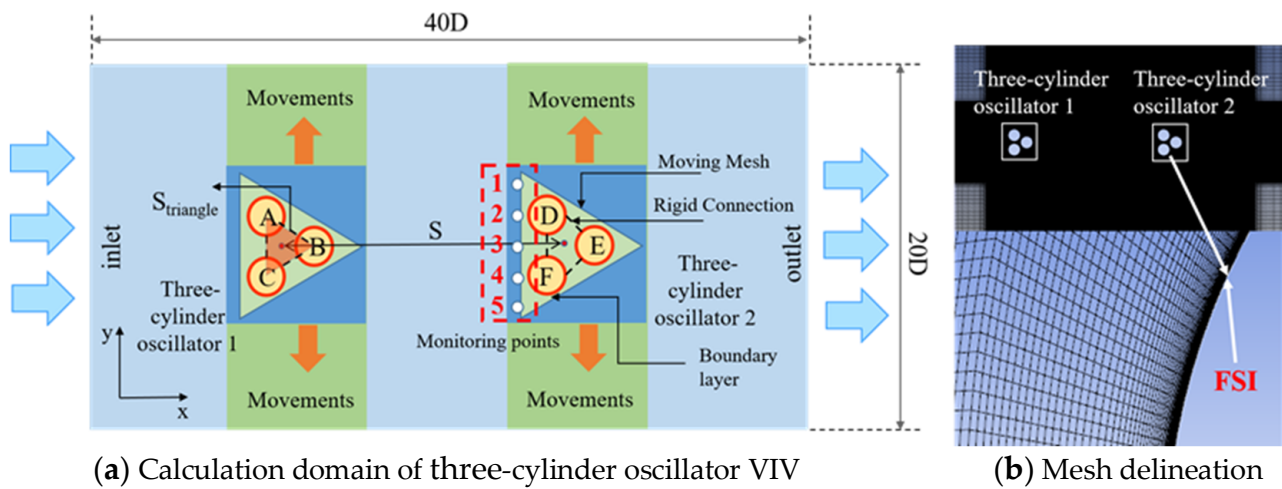 40D
Movements
Movements
Moving Mesh
Rigid Connection
S triangle
A
B
C
S
1
2
3
4
5
D
E
F
inlet
outlet
20D
Three-
cylinder
oscillator 1
Three-
cylinder
oscillator 2
Monitoring points
Boundary
layer
y
x
Movements
Movements
(a) Calculation domain of three-cylinder oscillator VIV
Three-cylinder
oscillator 1
Three-cylinder
oscillator 2
FSI
(b) Mesh delineation